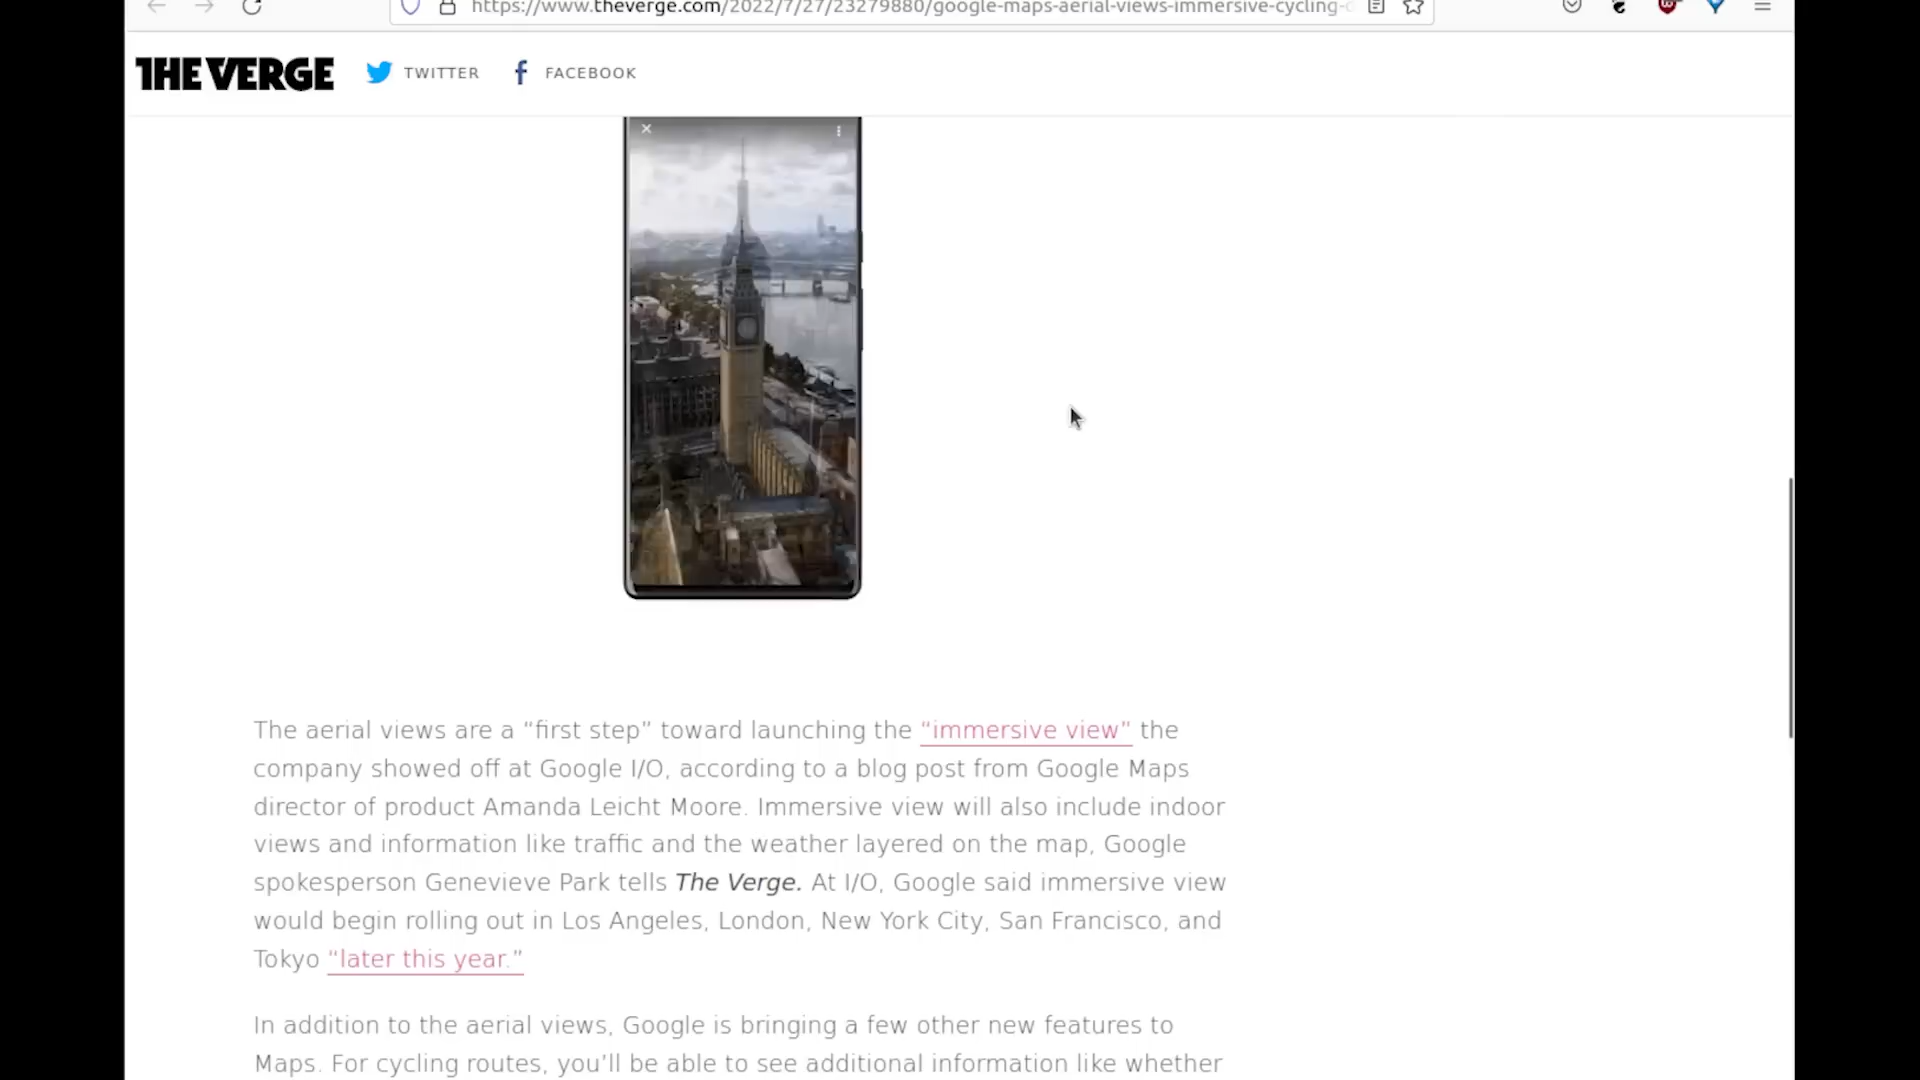 https://www.theverge.com/2022/7/27/23279880/google-maps-aerial-views-immersive-cycling-
THE VERGE TWITTER FACEBOOK
The aerial views are a “first step” toward launching the “immersive view” the
company showed off at Google I/O, according to a blog post from Google Maps
director of product Amanda Leicht Moore. Immersive view will also include indoor
views and information like traffic and the weather layered on the map, Google
spokesperson Genevieve Park tells The Verge. At I/O, Google said immersive view
would begin rolling out in Los Angeles, London, New York City, San Francisco, and
Tokyo “later this year.”
In addition to the aerial views, Google is bringing a few other new features to
Maps. For cycling routes, you’ll be able to see additional information like whether